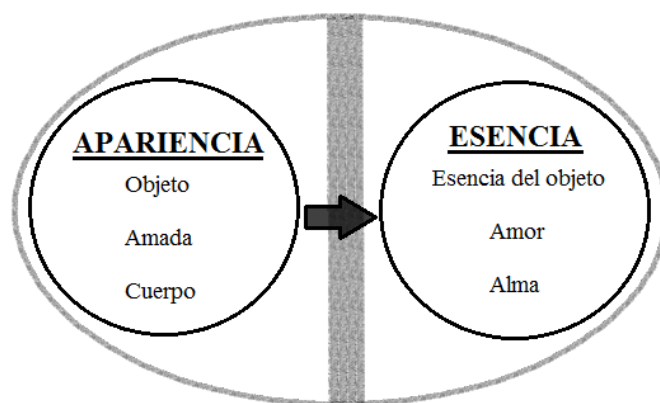 APARIENCIA
Objeto
Amada
Cuerpo
ESENCIA
Esencia del objeto
Amor
Alma